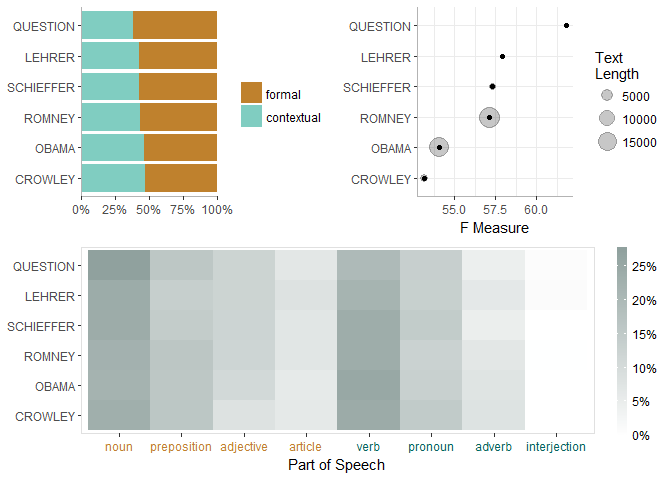 QUESTION
LEHRER
SCHIEFFER
ROMNEY
OBAMA
CROWLEY
0% 25% 50% 75% 100%
formal
contextual
QUESTION
LEHRER
SCHIEFFER
ROMNEY
OBAMA
CROWLEY
55.0 57.5 60.0
F Measure
Text
Length
5000
10000
15000
QUESTION
LEHRER
SCHIEFFER
ROMNEY
OBAMA
CROWLEY
noun preposition adjective article verb pronoun adverb interjection
Part of Speech
25%
20%
15%
10%
5%
0%